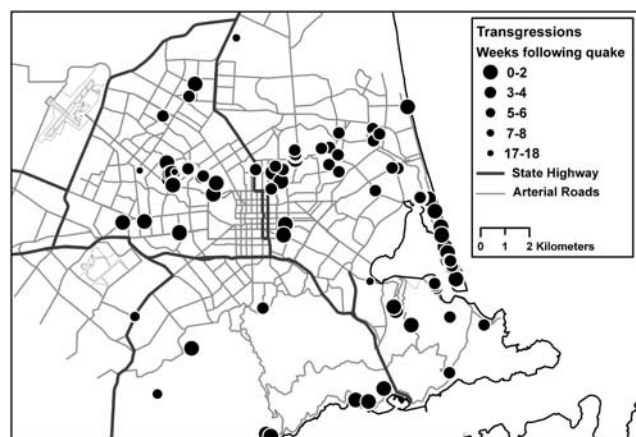 Transgressions
Weeks following quake
0-2
3-4
5-6
7-8
17-18
State Highway
Arterial Roads
0 1 2 Kilometers